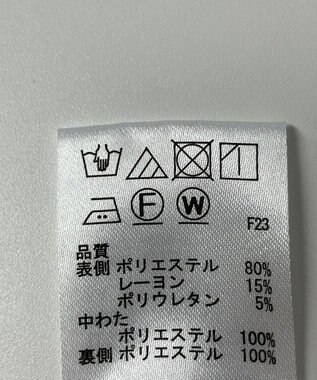 F W F23
品質
表側 ポリエステル 80%
レーヨン 15%
ポリウレタン 5%
中わた
ポリエステル 100%
裏側 ポリエステル 100%